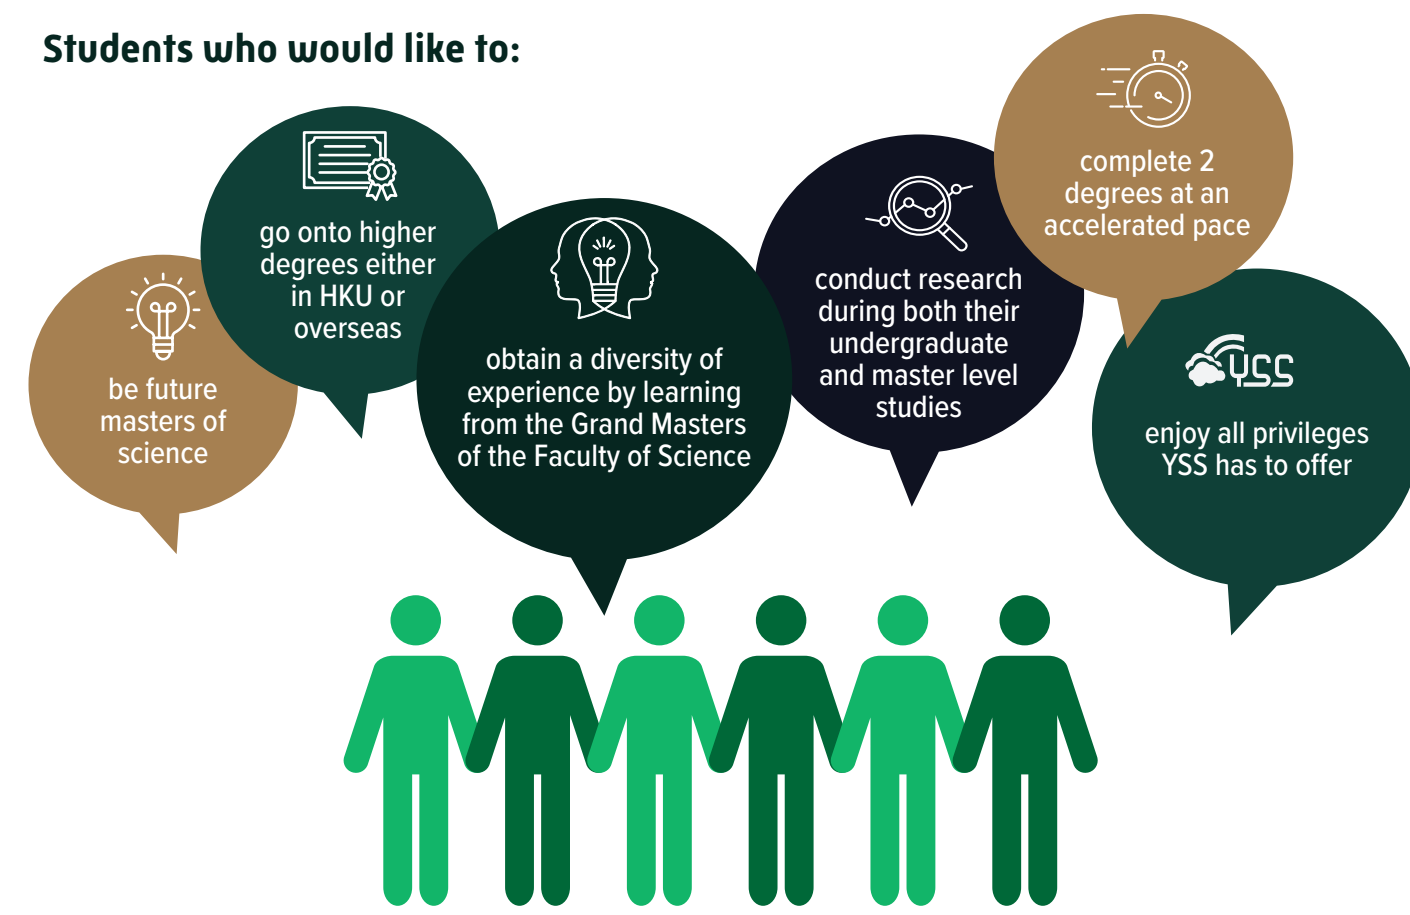 Students who would like to:
be future
masters of
science
go onto higher
degrees either
in HKU or
overseas
obtain a diversity of
experience by learning
from the Grand Masters
of the Faculty of Science
conduct research
during both their
undergraduate
and master level
studies
complete 2
degrees at an
accelerated pace
YSS
enjoy all privileges
YSS has to offer